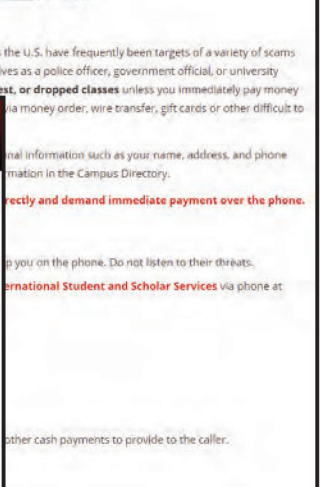 the U.S. have frequently been targets of a variety of scams
ves as a police officer, government official, or university
est, or dropped classes unless you immediately pay money
via money order, wire transfer, gift cards or other difficult to
nal information such as your name, address, and phone
mation in the Campus Directory.
rectly and demand immediate payment over the phone.
p you on the phone. Do not listen to their threats.
ernational Student and Scholar Services via phone at
other cash payments to provide to the caller.